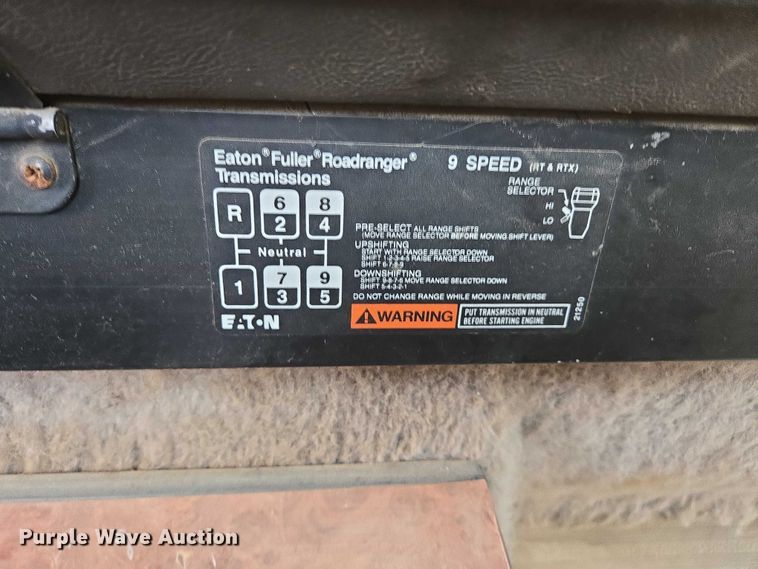 Eaton® Fuller® Roadranger® 9 SPEED (RT & RTX)
Transmissions
RANGE
SELECTOR
HI
LO
R 6 8
2 4
Neutral
1 7 9
3 5
PRE-SELECT ALL RANGE SHIFTS
(MOVE RANGE SELECTOR BEFORE MOVING SHIFT LEVER)
UPSHIFTING
START WITH RANGE SELECTOR DOWN
SHIFT 1-2-3-4-5 RAISE RANGE SELECTOR
SHIFT 6-7-8-9
DOWNSHIFTING
SHIFT 9-8-7-6 MOVE RANGE SELECTOR DOWN
SHIFT 5-4-3-2-1
DO NOT CHANGE RANGE WHILE MOVING IN REVERSE
EATON
WARNING
PUT TRANSMISSION IN NEUTRAL
BEFORE STARTING ENGINE
21250
Purple Wave Auction